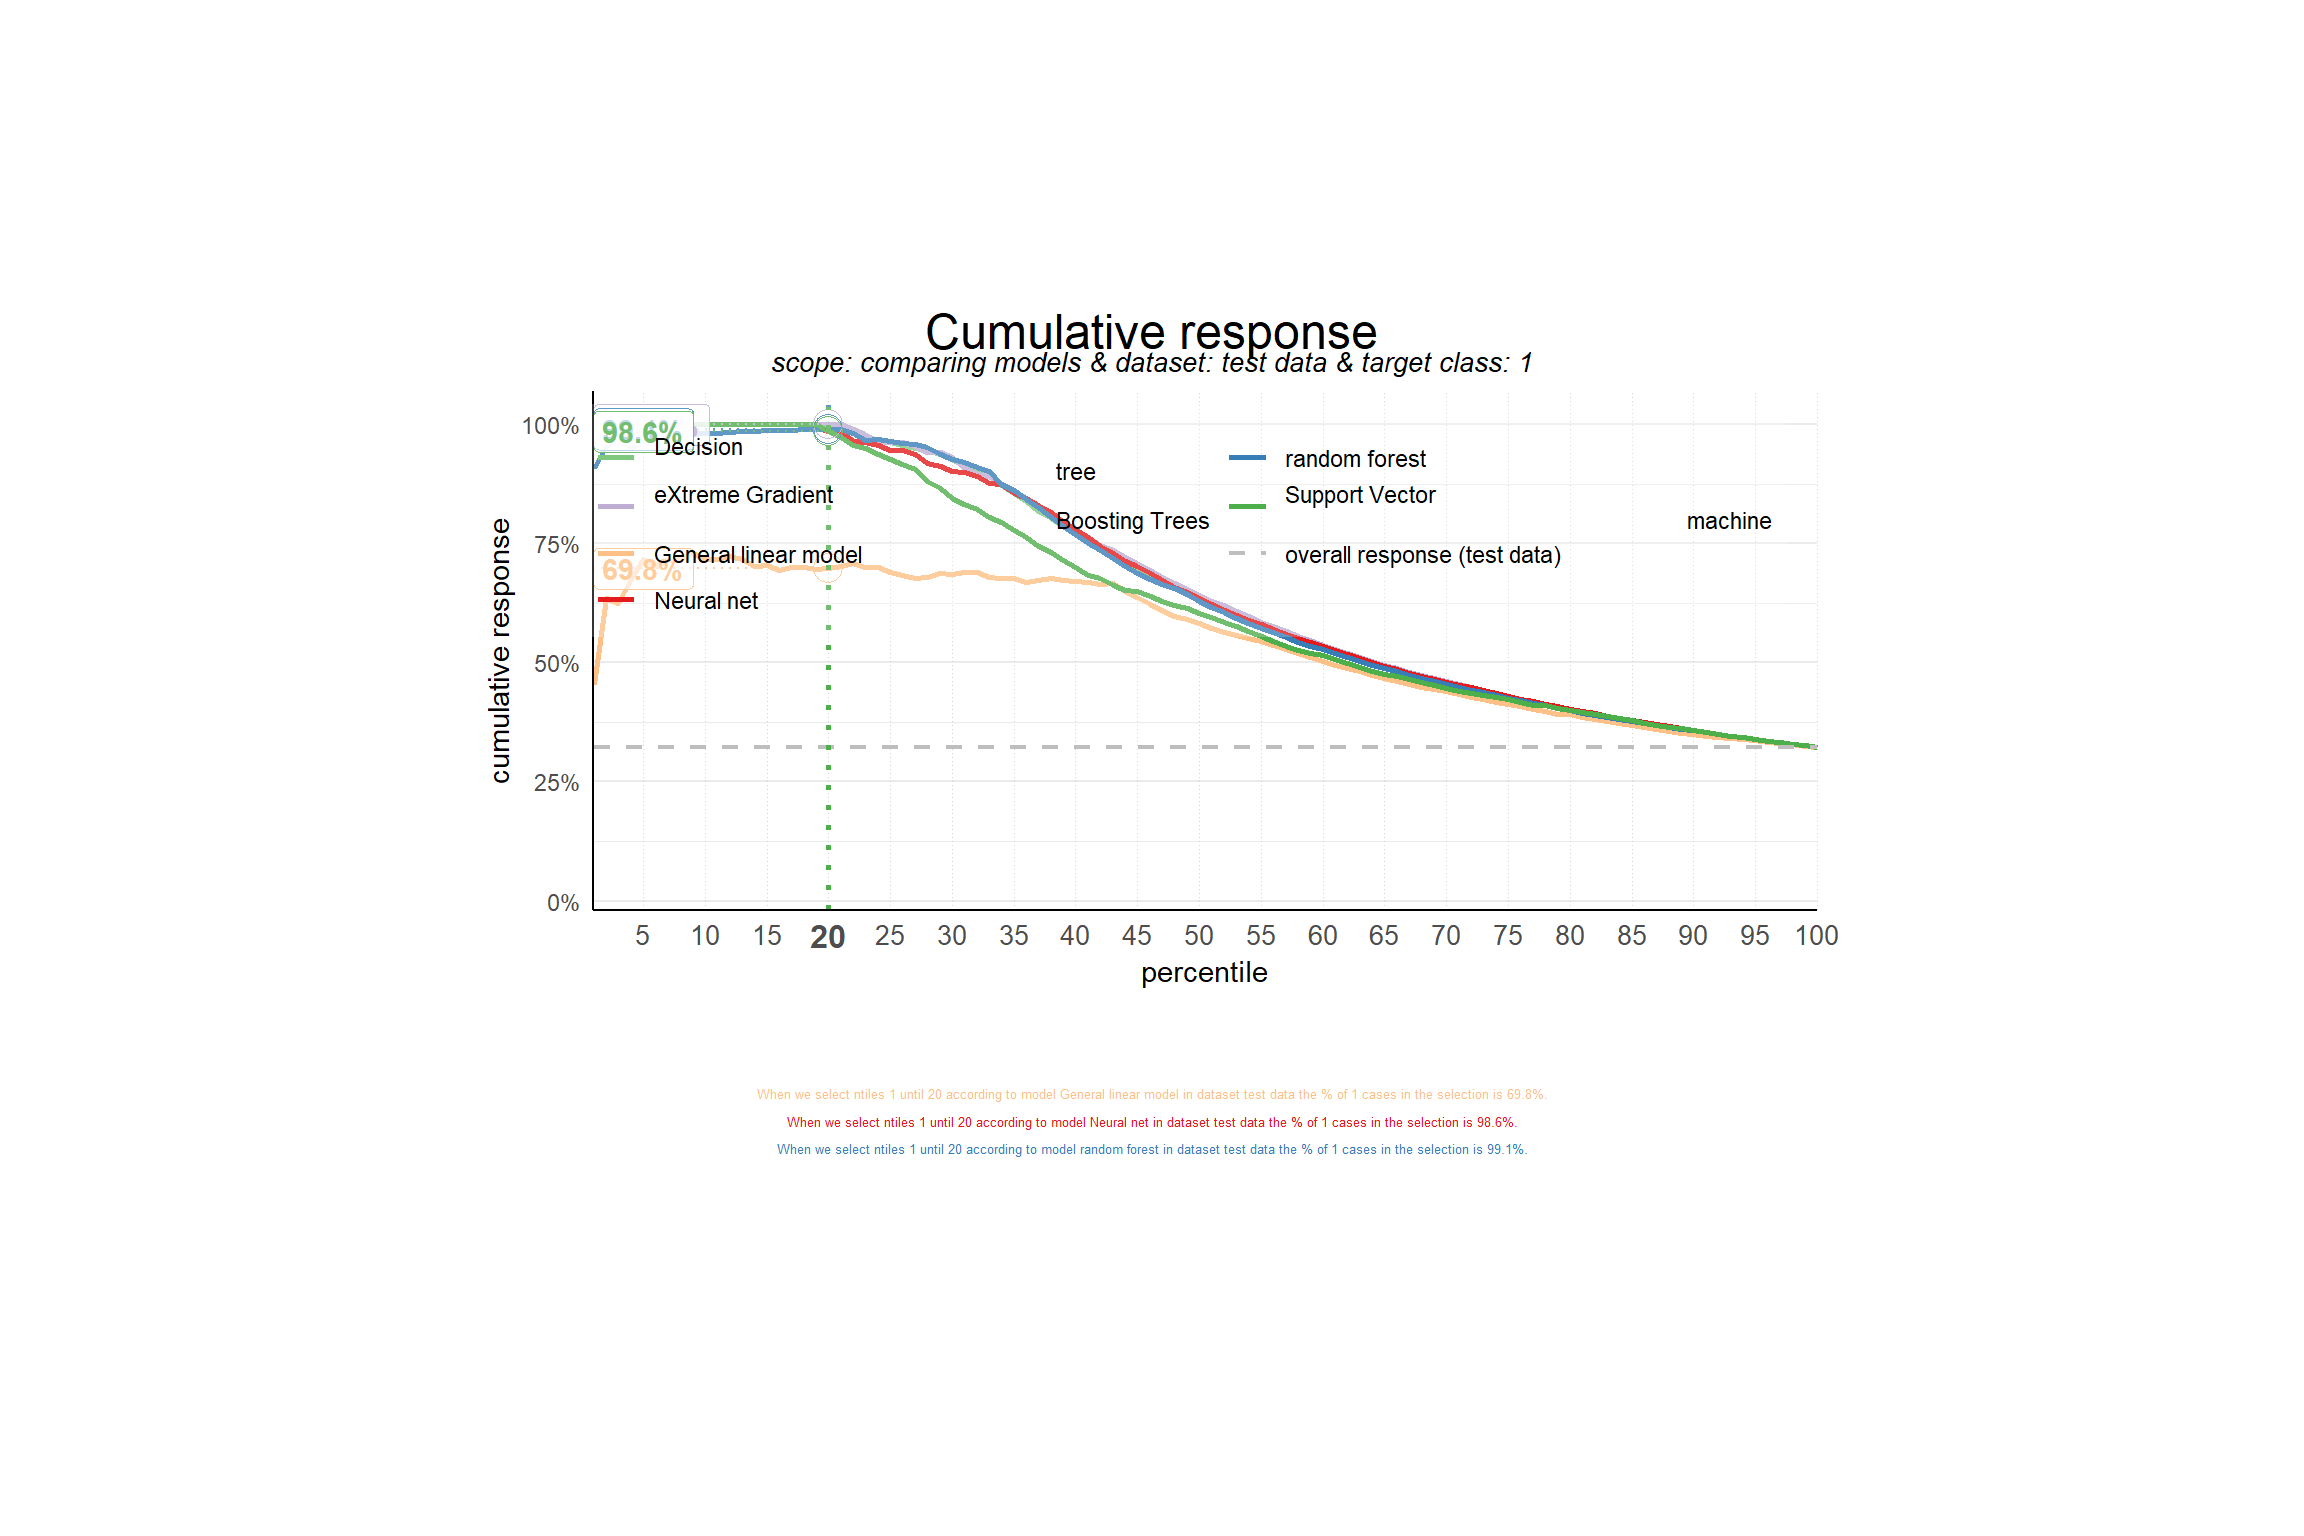 Cumulative response
scope: comparing models & dataset: test data & target class: 1
cumulative response
100%
75%
50%
25%
0%
98.6%
69.8%
Decision tree
eXtreme Gradient Boosting Trees
General linear model
Neural net
random forest
Support Vector machine
overall response (test data)
5 10 15 20 25 30 35 40 45 50 55 60 65 70 75 80 85 90 95 100
percentile
When we select ntiles 1 until 20 according to model General linear model in dataset test data the % of 1 cases in the selection is 69.8%.
When we select ntiles 1 until 20 according to model Neural net in dataset test data the % of 1 cases in the selection is 98.6%.
When we select ntiles 1 until 20 according to model random forest in dataset test data the % of 1 cases in the selection is 99.1%.